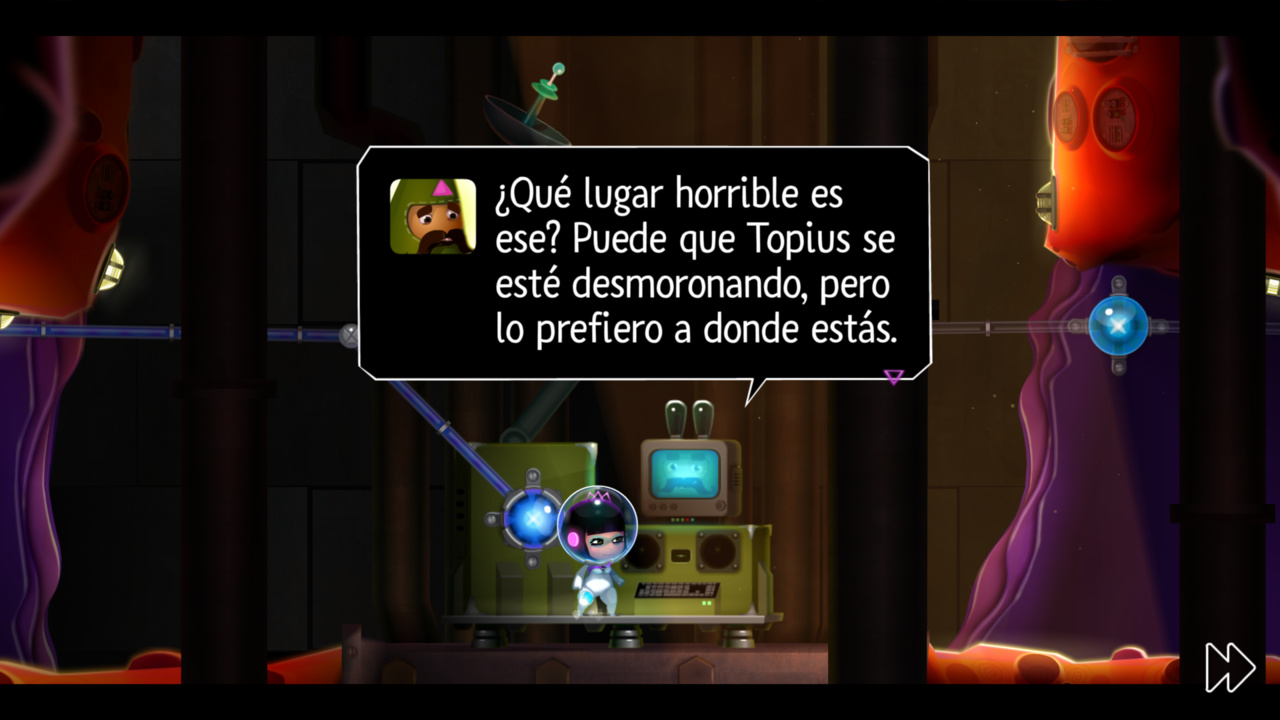 ¿Qué lugar horrible es
ese? Puede que Topius se
esté desmoronando, pero
lo prefiero a donde estás.